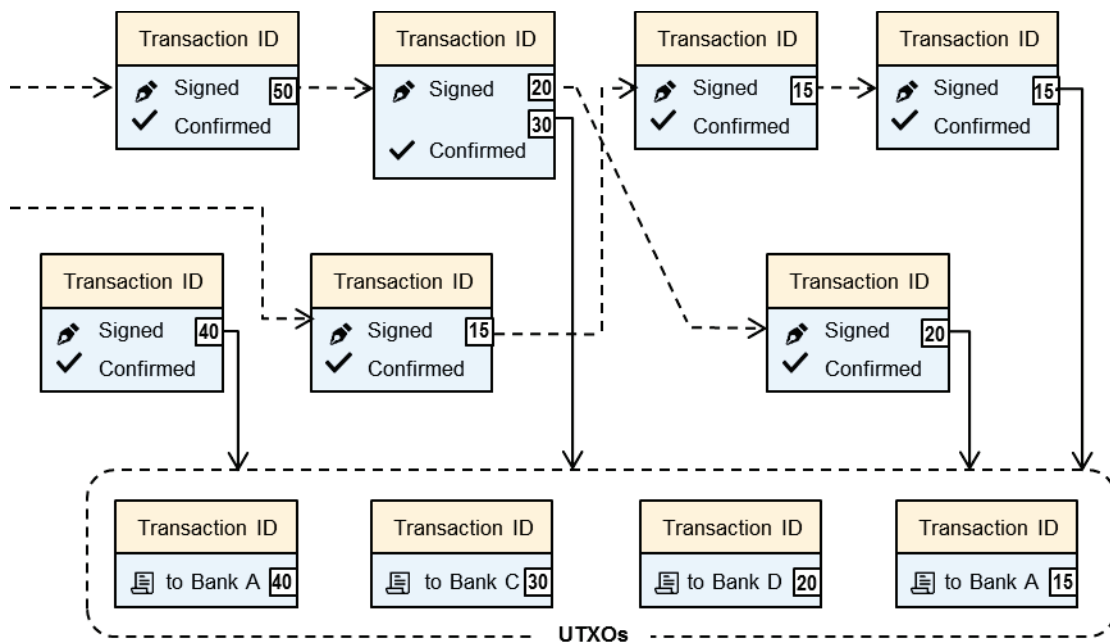 Transaction ID
Signed 50
Confirmed
Transaction ID
Signed 20
30
Confirmed
Transaction ID
Signed 15
Confirmed
Transaction ID
Signed 15
Confirmed
Transaction ID
Signed 40
Confirmed
Transaction ID
Signed 15
Confirmed
Transaction ID
Signed 20
Confirmed
Transaction ID
to Bank A 40
Transaction ID
to Bank C 30
Transaction ID
to Bank D 20
Transaction ID
to Bank A 15
UTXOs